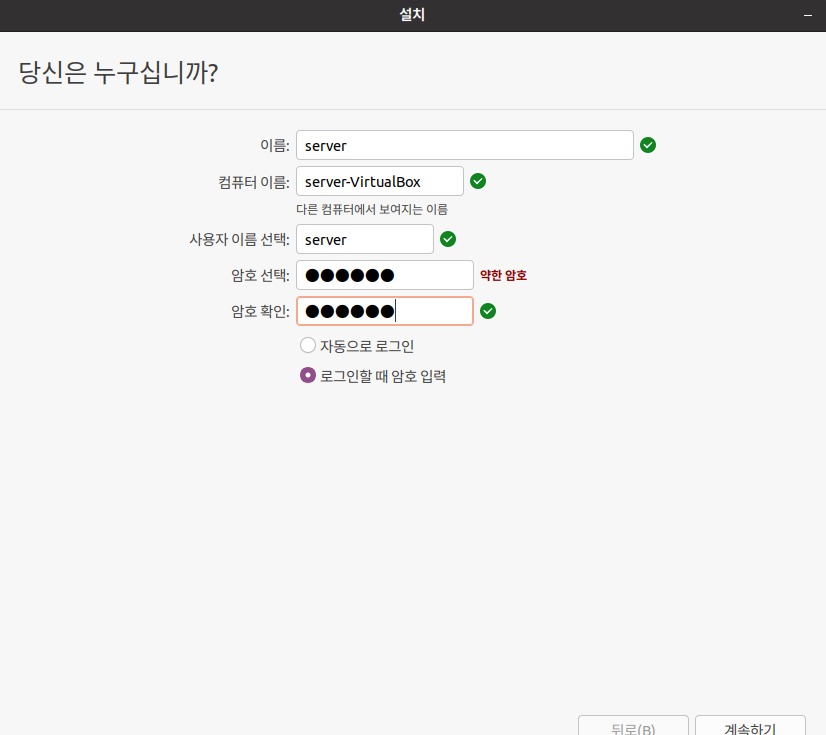 설치
당신은 누구십니까?
이름: server
컴퓨터 이름: server-VirtualBox
다른 컴퓨터에서 보여지는 이름
사용자 이름 선택: server
암호 선택: ●●●●●● 약한 암호
암호 확인: ●●●●●●
자동으로 로그인
로그인할 때 암호 입력
뒤로(B) 계속하기